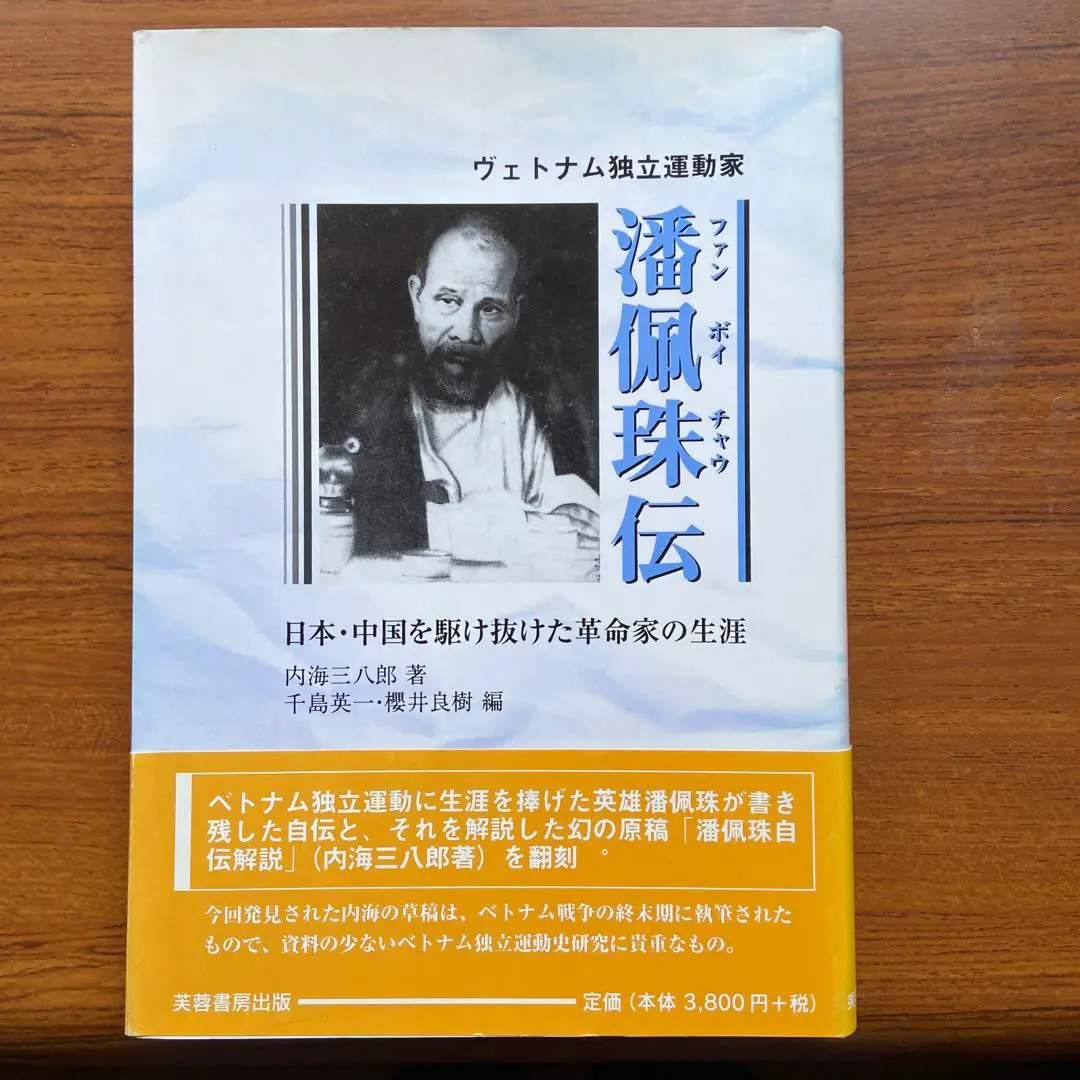 ヴェトナム独立運動家
潘佩珠伝
ファン ボイ チャウ
日本・中国を駆け抜けた革命家の生涯
内海三八郎 著
千島英一・櫻井良樹 編
ベトナム独立運動に生涯を捧げた英雄潘佩珠が書き
残した自伝と、それを解説した幻の原稿「潘佩珠自
伝解説」(内海三八郎著)を翻刻。
今回発見された内海の草稿は、ベトナム戦争の終末期に執筆された
もので、資料の少ないベトナム独立運動史研究に貴重なもの。
芙蓉書房出版
定価(本体 3,800円+税)